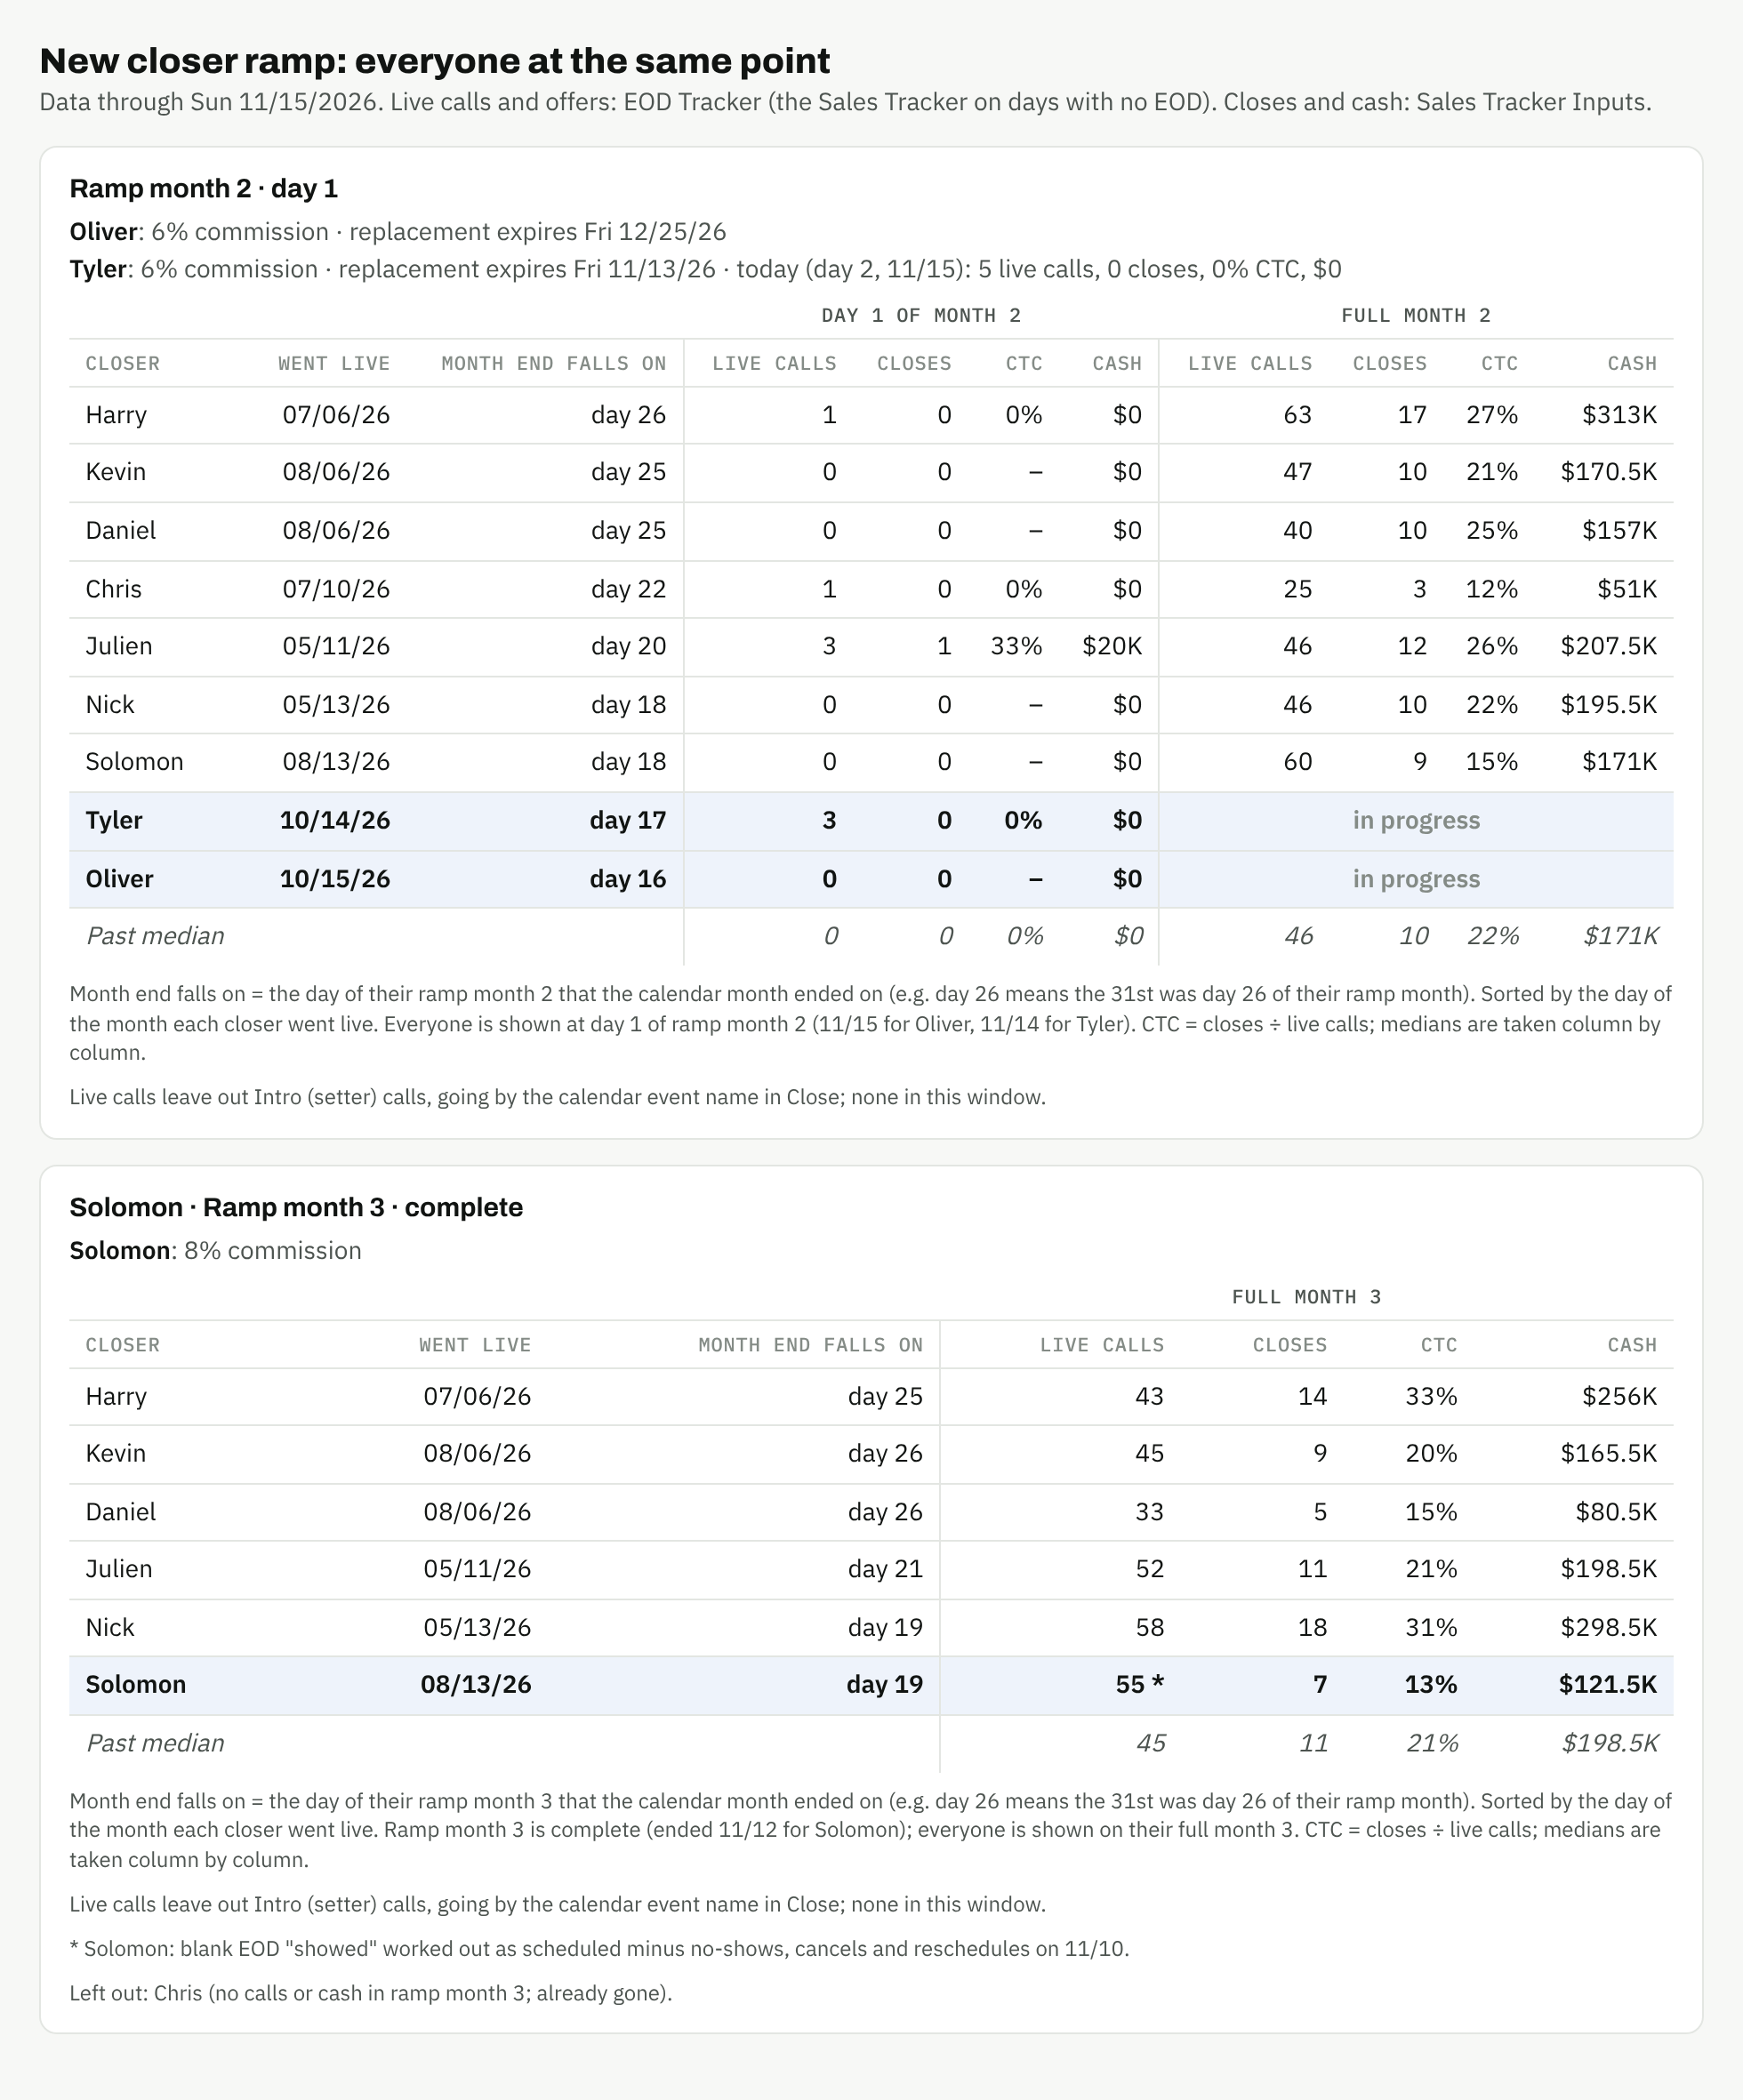 New closer ramp: everyone at the same point
Data through Sun 11/15/2026. Live calls and offers: EOD Tracker (the Sales Tracker on days with no EOD). Closes and cash: Sales Tracker Inputs.
Ramp month 2 · day 1
Oliver: 6% commission · replacement expires Fri 12/25/26
Tyler: 6% commission · replacement expires Fri 11/13/26 · today (day 2, 11/15): 5 live calls, 0 closes, 0% CTC, $0
DAY 1 OF MONTH 2 FULL MONTH 2
CLOSER WENT LIVE MONTH END FALLS ON LIVE CALLS CLOSES CTC CASH LIVE CALLS CLOSES CTC CASH
Harry 07/06/26 day 26 1 0 0% $0 63 17 27% $313K
Kevin 08/06/26 day 25 0 0 – $0 47 10 21% $170.5K
Daniel 08/06/26 day 25 0 0 – $0 40 10 25% $157K
Chris 07/10/26 day 22 1 0 0% $0 25 3 12% $51K
Julien 05/11/26 day 20 3 1 33% $20K 46 12 26% $207.5K
Nick 05/13/26 day 18 0 0 – $0 46 10 22% $195.5K
Solomon 08/13/26 day 18 0 0 – $0 60 9 15% $171K
Tyler 10/14/26 day 17 3 0 0% $0 in progress
Oliver 10/15/26 day 16 0 0 – $0 in progress
Past median 0 0 0% $0 46 10 22% $171K
Month end falls on = the day of their ramp month 2 that the calendar month ended on (e.g. day 26 means the 31st was day 26 of their ramp month). Sorted by the day of
the month each closer went live. Everyone is shown at day 1 of ramp month 2 (11/15 for Oliver, 11/14 for Tyler). CTC = closes ÷ live calls; medians are taken column by
column.
Live calls leave out Intro (setter) calls, going by the calendar event name in Close; none in this window.
Solomon · Ramp month 3 · complete
Solomon: 8% commission
FULL MONTH 3
CLOSER WENT LIVE MONTH END FALLS ON LIVE CALLS CLOSES CTC CASH
Harry 07/06/26 day 25 43 14 33% $256K
Kevin 08/06/26 day 26 45 9 20% $165.5K
Daniel 08/06/26 day 26 33 5 15% $80.5K
Julien 05/11/26 day 21 52 11 21% $198.5K
Nick 05/13/26 day 19 58 18 31% $298.5K
Solomon 08/13/26 day 19 55 * 7 13% $121.5K
Past median 45 11 21% $198.5K
Month end falls on = the day of their ramp month 3 that the calendar month ended on (e.g. day 26 means the 31st was day 26 of their ramp month). Sorted by the day of
the month each closer went live. Ramp month 3 is complete (ended 11/12 for Solomon); everyone is shown on their full month 3. CTC = closes ÷ live calls; medians are
taken column by column.
Live calls leave out Intro (setter) calls, going by the calendar event name in Close; none in this window.
* Solomon: blank EOD "showed" worked out as scheduled minus no-shows, cancels and reschedules on 11/10.
Left out: Chris (no calls or cash in ramp month 3; already gone).